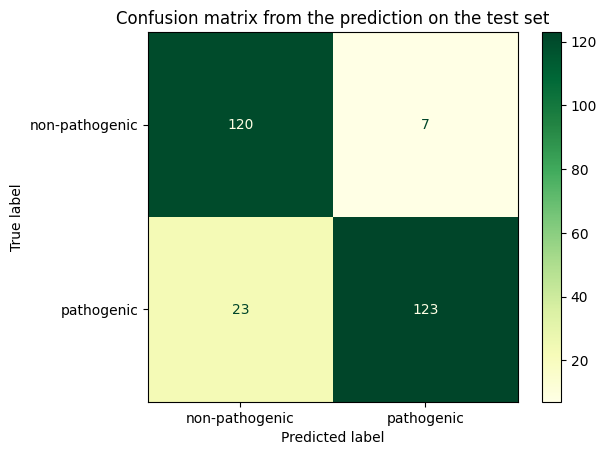 Confusion matrix from the prediction on the test set
non-pathogenic
pathogenic
True label
120
7
23
123
non-pathogenic
pathogenic
Predicted label
120
100
80
60
40
20